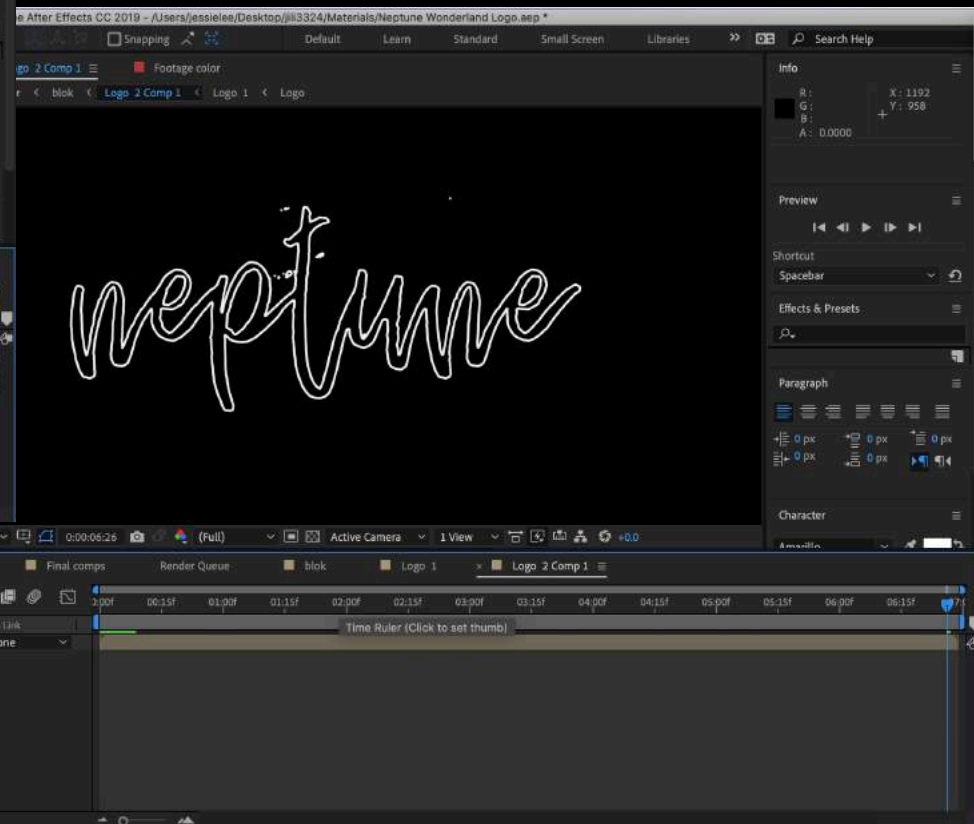 e After Effects CC 2019 - /Users/jessielee/Desktop/jili3324/Materials/Neptune Wonderland Logo.aep *
Snapping Default Learn Standard Small Screen Libraries >> Search Help
go 2 Comp 1 Footage color Info
r < blok < Logo 2 Comp 1 < Logo 1 < Logo
R: X: 1192
G: Y: 958
B:
A: 0.0000
neptune
Preview
Shortcut
Spacebar
Effects & Presets
Paragraph
0 px 0 px 0 px
0 px 0 px
Character
Amarillo
0:00:06:26 (Full) Active Camera 1 View +0.0
Final comps Render Queue blok Logo 1 × Logo 2 Comp 1
0:00f 00:15f 01:00f 01:15f 02:00f 02:15f 03:00f 03:15f 04:00f 04:15f 05:00f 05:15f 06:00f 06:15f
Link Time Ruler (Click to set thumb)
one